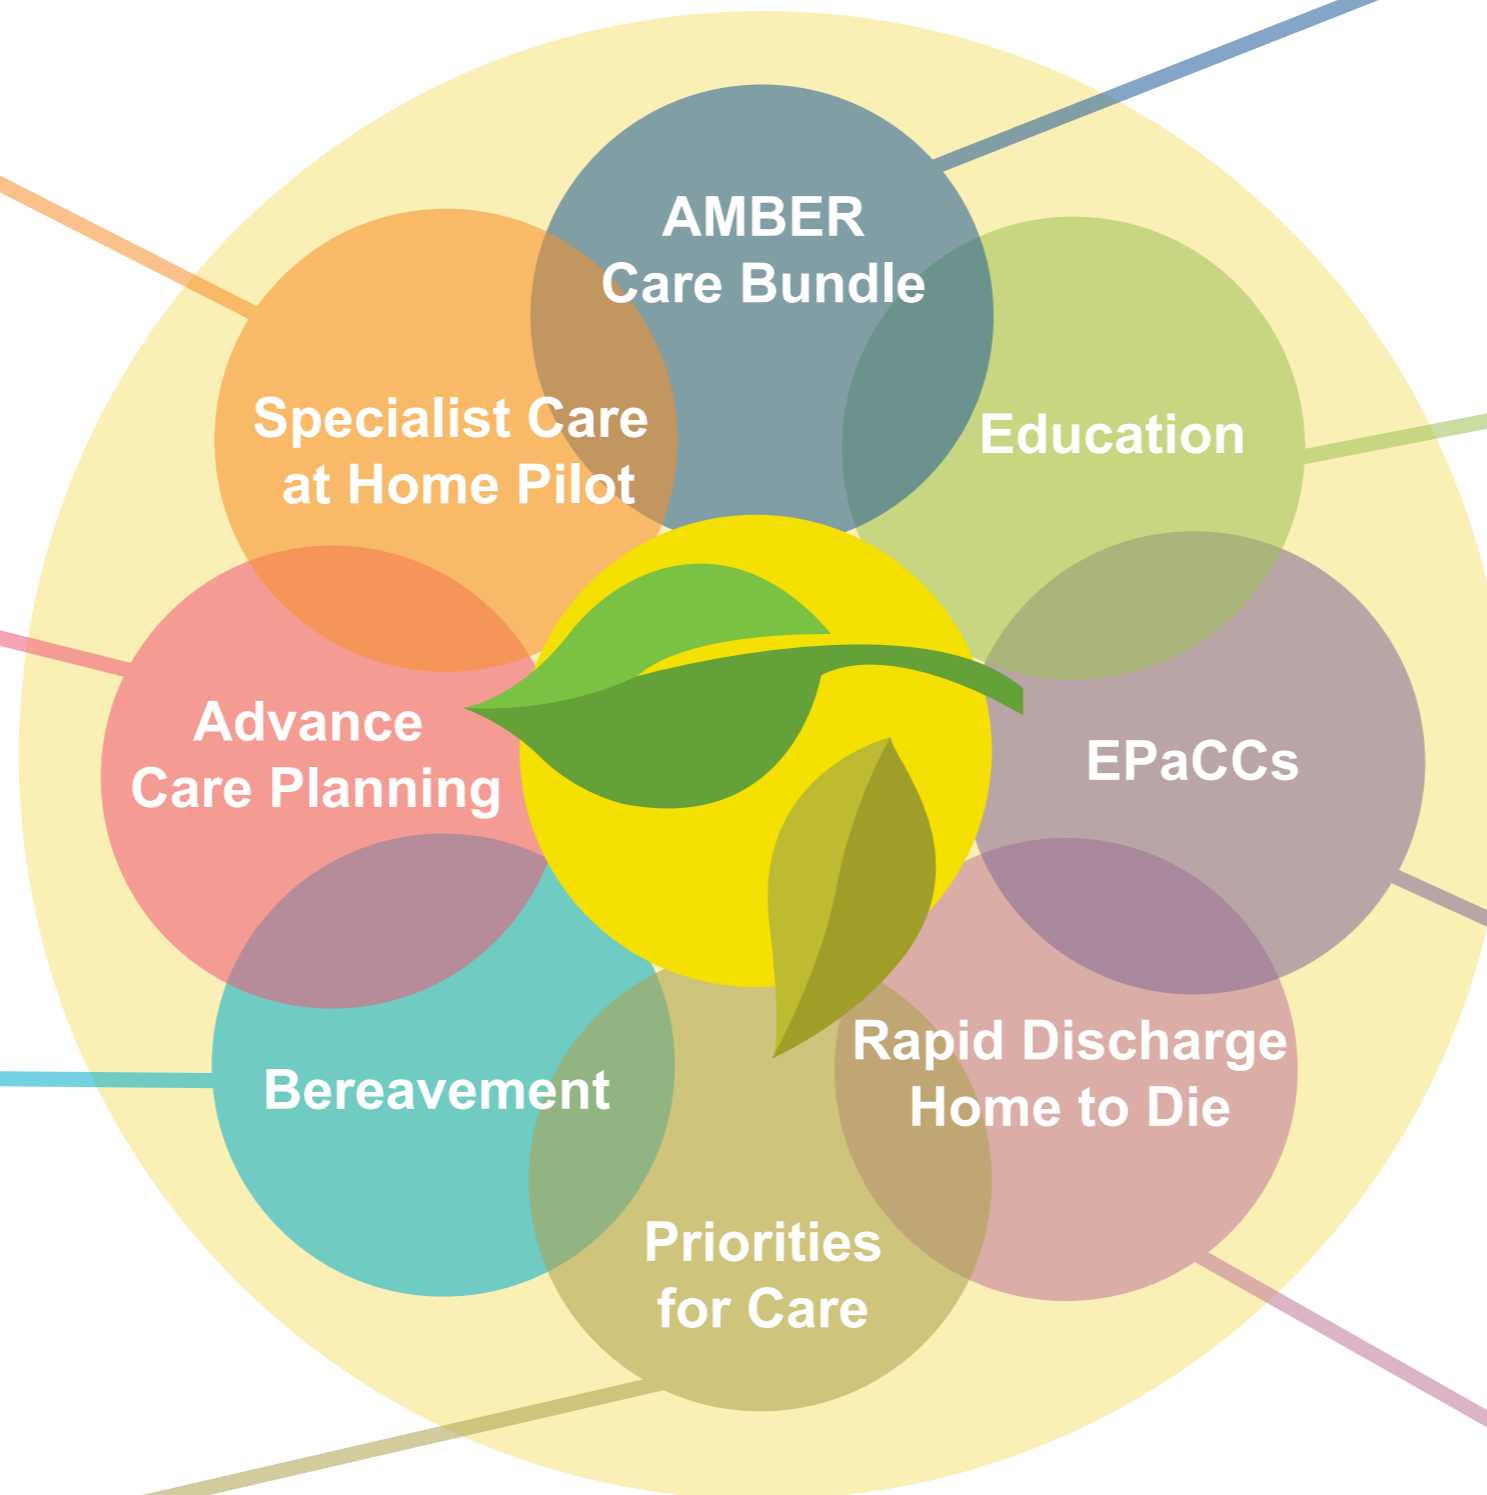 AMBER
Care Bundle
Specialist Care
at Home Pilot
Education
Advance
Care Planning
EPaCCs
Bereavement
Rapid Discharge
Home to Die
Priorities
for Care